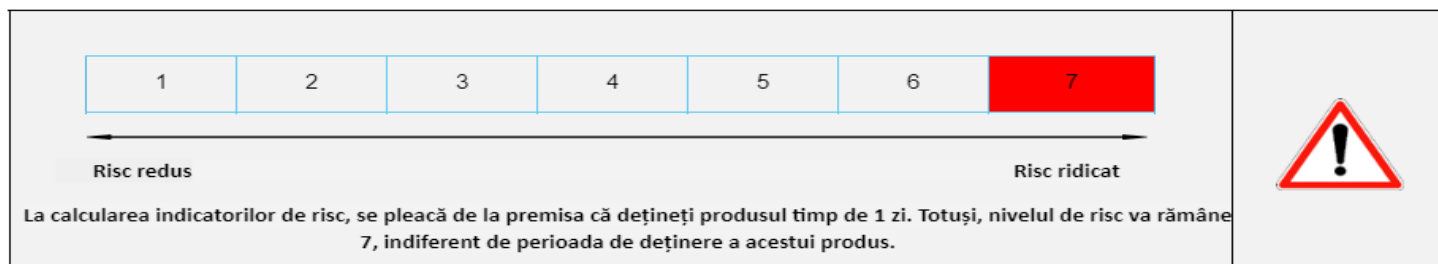 1 2 3 4 5 6 7
Risc redus Risc ridicat
La calcularea indicatorilor de risc, se pleacă de la premisa că dețineți produsul timp de 1 zi. Totuși, nivelul de risc va rămâne
7, indiferent de perioada de deținere a acestui produs.